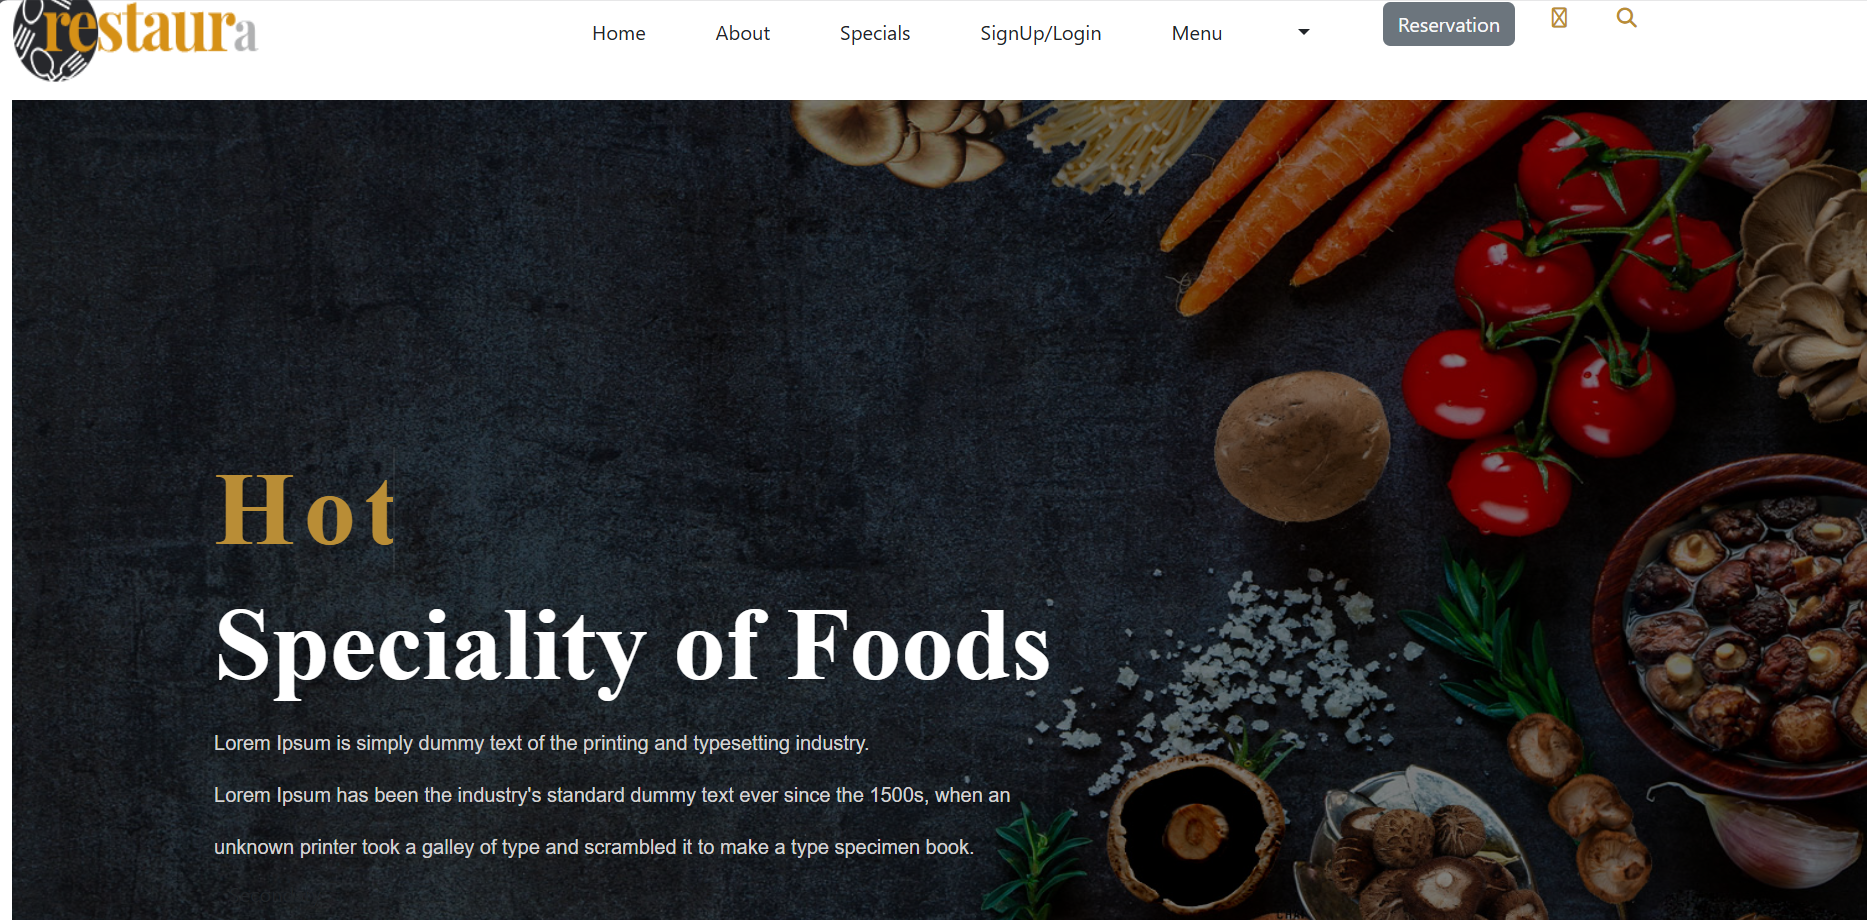 restaura
Home About Specials SignUp/Login Menu Reservation
Hot
Speciality of Foods
Lorem Ipsum is simply dummy text of the printing and typesetting industry.
Lorem Ipsum has been the industry's standard dummy text ever since the 1500s, when an
unknown printer took a galley of type and scrambled it to make a type specimen book.